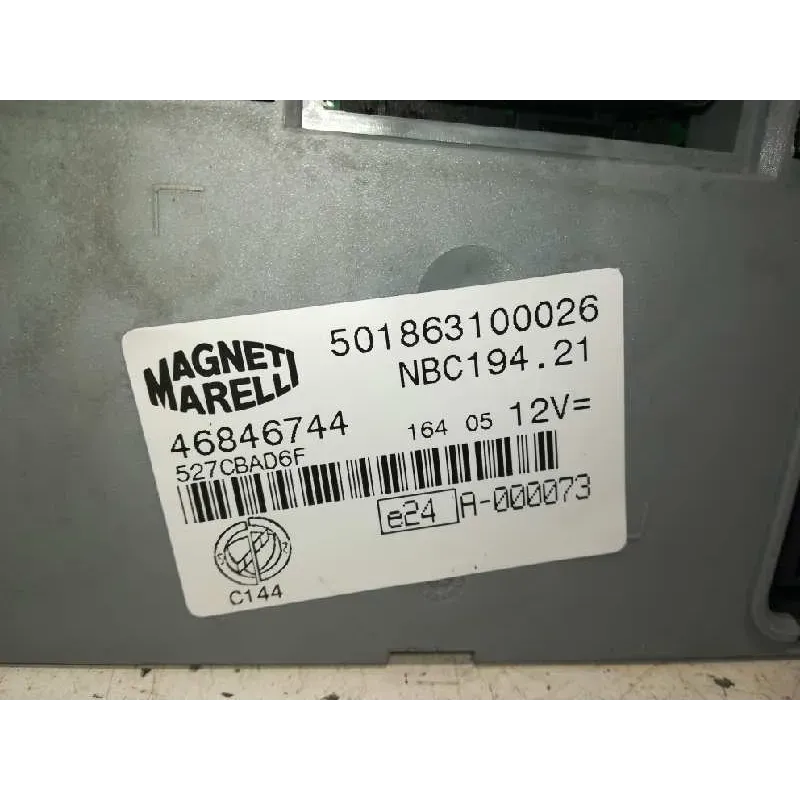 MAGNETI
MARELLI
501863100026
NBC194.21
46846744
164 05 12V=
527CBAD6F
e24 A-000073
C144